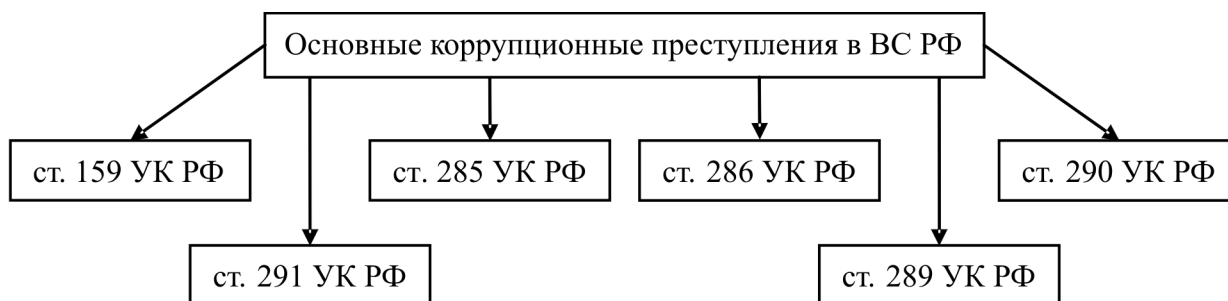 Основные коррупционные преступления в ВС РФ
ст. 159 УК РФ
ст. 285 УК РФ
ст. 286 УК РФ
ст. 290 УК РФ
ст. 291 УК РФ
ст. 289 УК РФ